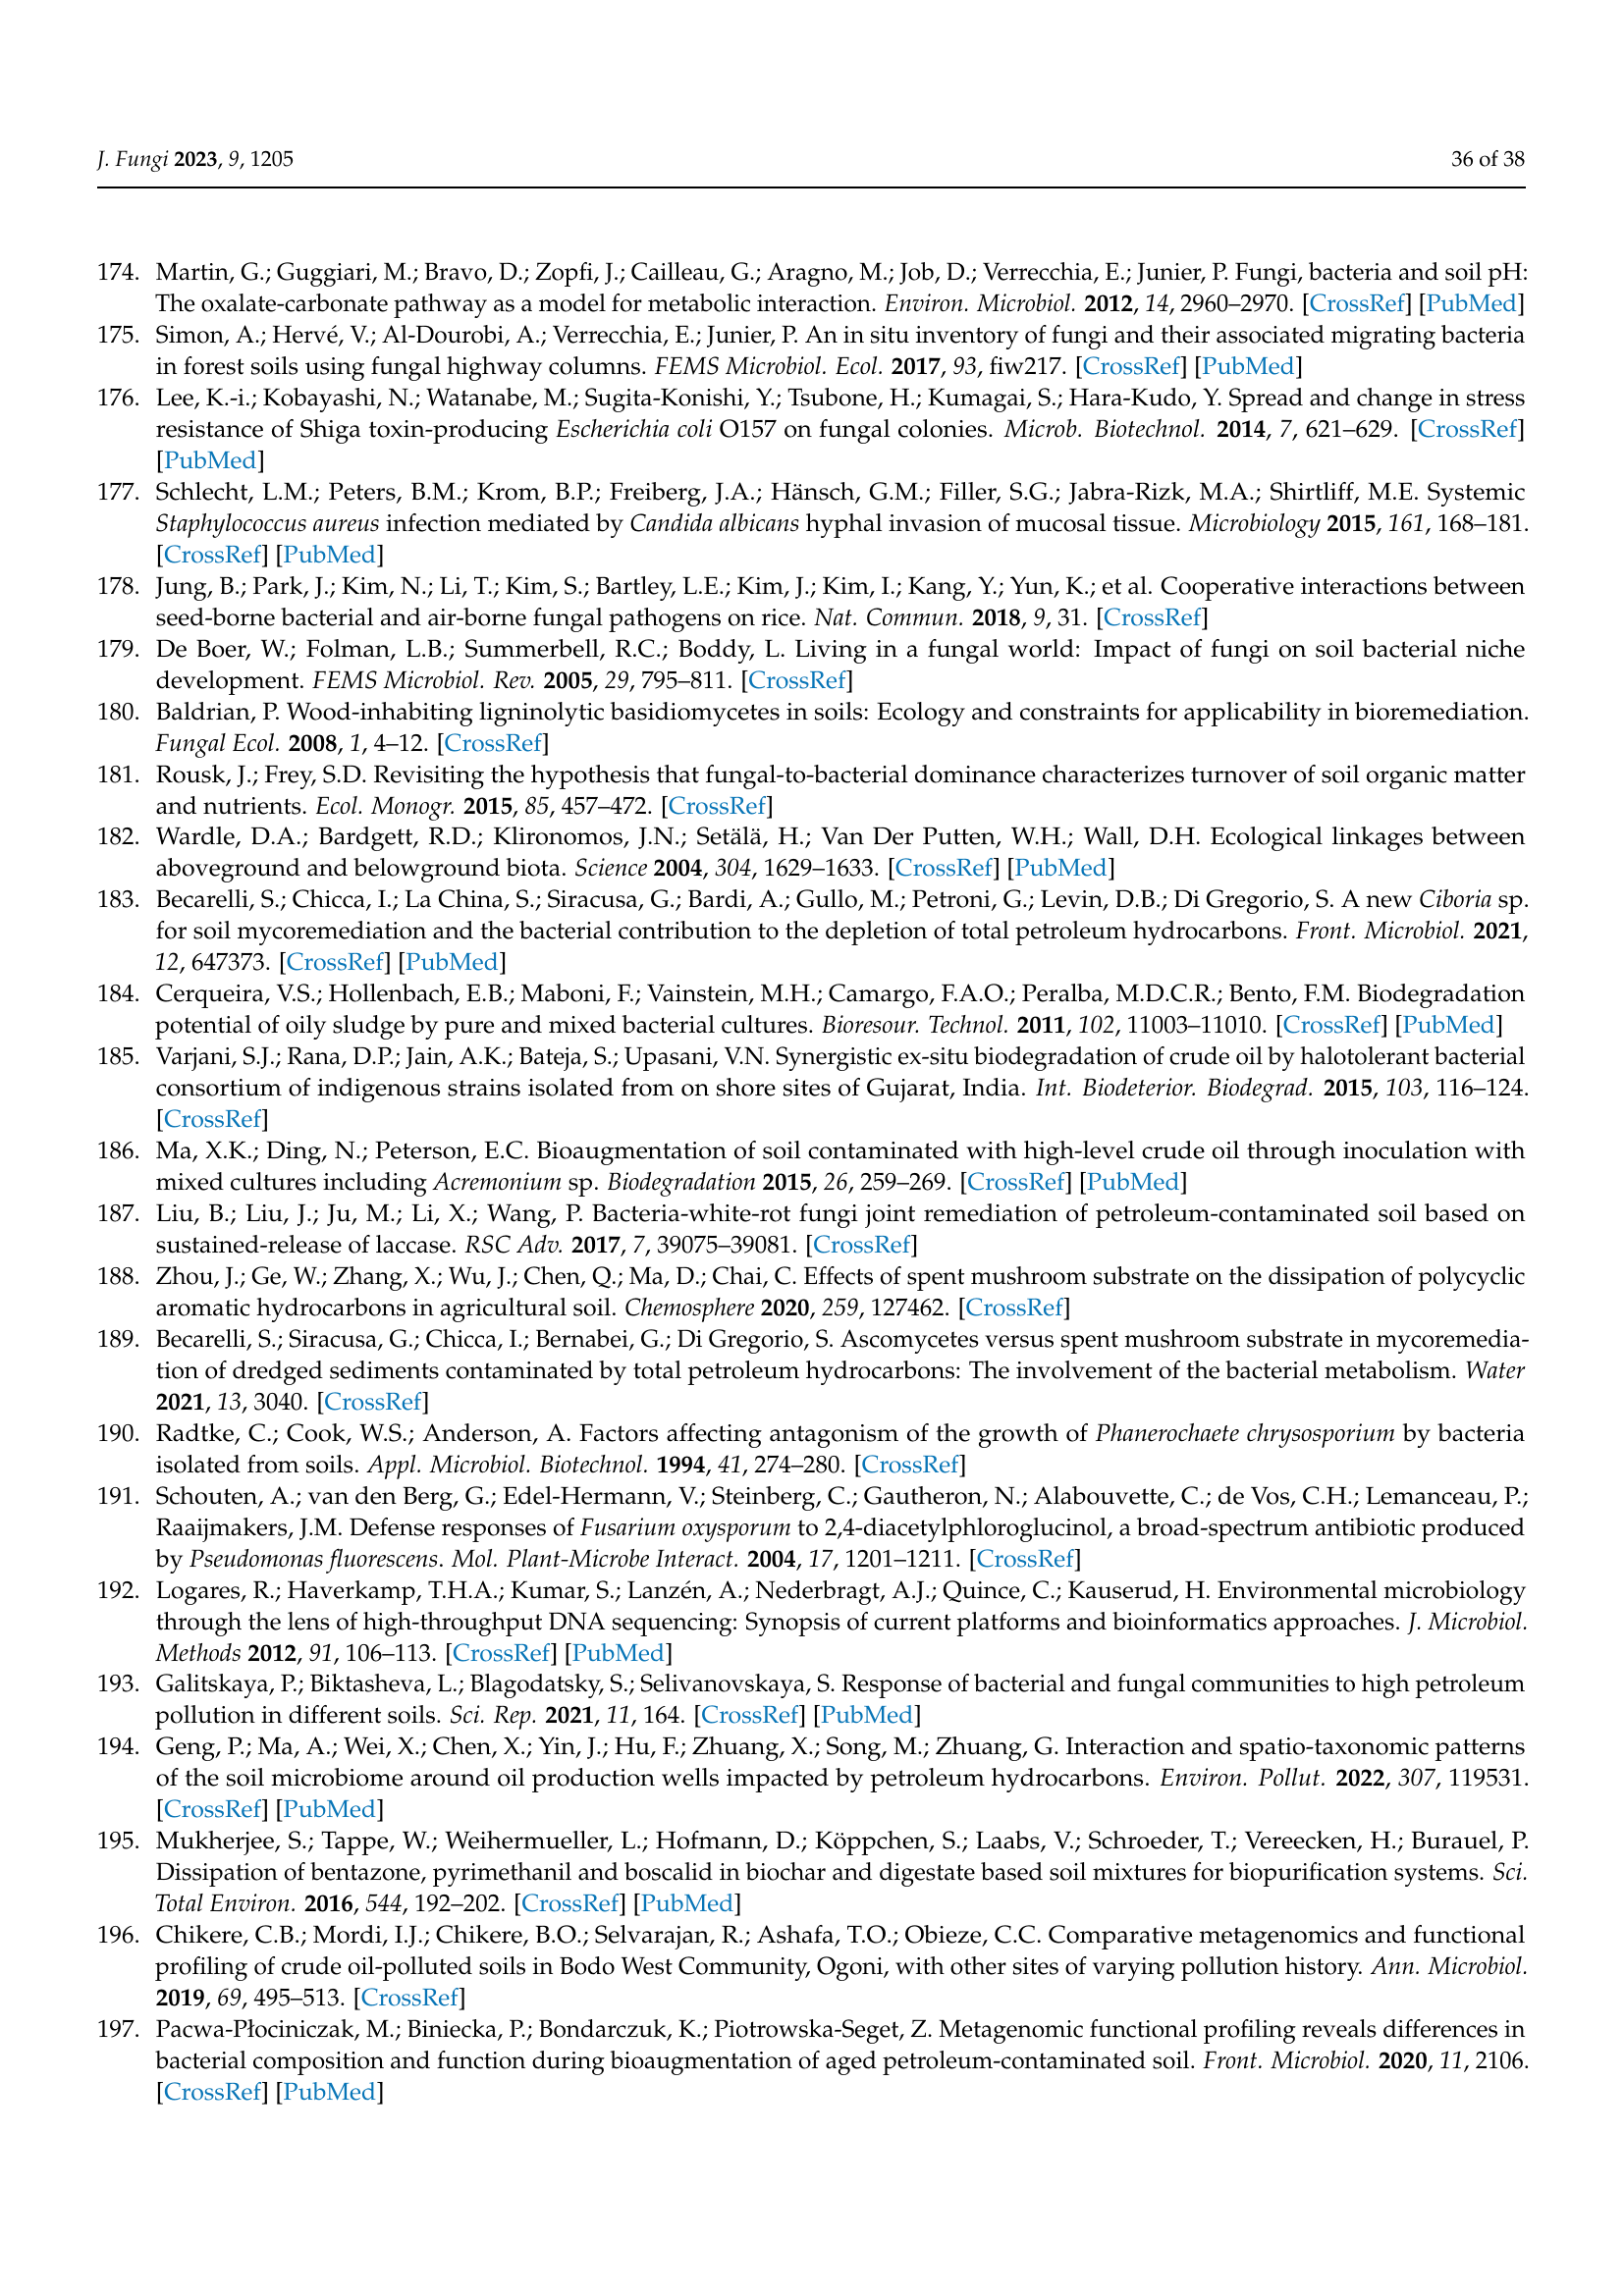 J. Fungi 2023, 9, 1205
36 of 38
174. Martin, G.; Guggiari, M.; Bravo, D.; Zopfi, J.; Cailleau, G.; Aragno, M.; Job, D.; Verrecchia, E.; Junier, P. Fungi, bacteria and soil pH:
The oxalate-carbonate pathway as a model for metabolic interaction. Environ. Microbiol. 2012, 14, 2960–2970. [CrossRef] [PubMed]
175. Simon, A.; Hervé, V.; Al-Dourobi, A.; Verrecchia, E.; Junier, P. An in situ inventory of fungi and their associated migrating bacteria
in forest soils using fungal highway columns. FEMS Microbiol. Ecol. 2017, 93, fiw217. [CrossRef] [PubMed]
176. Lee, K.-i.; Kobayashi, N.; Watanabe, M.; Sugita-Konishi, Y.; Tsubone, H.; Kumagai, S.; Hara-Kudo, Y. Spread and change in stress
resistance of Shiga toxin-producing Escherichia coli O157 on fungal colonies. Microb. Biotechnol. 2014, 7, 621–629. [CrossRef]
[PubMed]
177. Schlecht, L.M.; Peters, B.M.; Krom, B.P.; Freiberg, J.A.; Hänsch, G.M.; Filler, S.G.; Jabra-Rizk, M.A.; Shirtliff, M.E. Systemic
Staphylococcus aureus infection mediated by Candida albicans hyphal invasion of mucosal tissue. Microbiology 2015, 161, 168–181.
[CrossRef] [PubMed]
178. Jung, B.; Park, J.; Kim, N.; Li, T.; Kim, S.; Bartley, L.E.; Kim, J.; Kim, I.; Kang, Y.; Yun, K.; et al. Cooperative interactions between
seed-borne bacterial and air-borne fungal pathogens on rice. Nat. Commun. 2018, 9, 31. [CrossRef]
179. De Boer, W.; Folman, L.B.; Summerbell, R.C.; Boddy, L. Living in a fungal world: Impact of fungi on soil bacterial niche
development. FEMS Microbiol. Rev. 2005, 29, 795–811. [CrossRef]
180. Baldrian, P. Wood-inhabiting ligninolytic basidiomycetes in soils: Ecology and constraints for applicability in bioremediation.
Fungal Ecol. 2008, 1, 4–12. [CrossRef]
181. Rousk, J.; Frey, S.D. Revisiting the hypothesis that fungal-to-bacterial dominance characterizes turnover of soil organic matter
and nutrients. Ecol. Monogr. 2015, 85, 457–472. [CrossRef]
182. Wardle, D.A.; Bardgett, R.D.; Klironomos, J.N.; Setälä, H.; Van Der Putten, W.H.; Wall, D.H. Ecological linkages between
aboveground and belowground biota. Science 2004, 304, 1629–1633. [CrossRef] [PubMed]
183. Becarelli, S.; Chicca, I.; La China, S.; Siracusa, G.; Bardi, A.; Gullo, M.; Petroni, G.; Levin, D.B.; Di Gregorio, S. A new Ciboria sp.
for soil mycoremediation and the bacterial contribution to the depletion of total petroleum hydrocarbons. Front. Microbiol. 2021,
12, 647373. [CrossRef] [PubMed]
184. Cerqueira, V.S.; Hollenbach, E.B.; Maboni, F.; Vainstein, M.H.; Camargo, F.A.O.; Peralba, M.D.C.R.; Bento, F.M. Biodegradation
potential of oily sludge by pure and mixed bacterial cultures. Bioresour. Technol. 2011, 102, 11003–11010. [CrossRef] [PubMed]
185. Varjani, S.J.; Rana, D.P.; Jain, A.K.; Bateja, S.; Upasani, V.N. Synergistic ex-situ biodegradation of crude oil by halotolerant bacterial
consortium of indigenous strains isolated from on shore sites of Gujarat, India. Int. Biodeterior. Biodegrad. 2015, 103, 116–124.
[CrossRef]
186. Ma, X.K.; Ding, N.; Peterson, E.C. Bioaugmentation of soil contaminated with high-level crude oil through inoculation with
mixed cultures including Acremonium sp. Biodegradation 2015, 26, 259–269. [CrossRef] [PubMed]
187. Liu, B.; Liu, J.; Ju, M.; Li, X.; Wang, P. Bacteria-white-rot fungi joint remediation of petroleum-contaminated soil based on
sustained-release of laccase. RSC Adv. 2017, 7, 39075–39081. [CrossRef]
188. Zhou, J.; Ge, W.; Zhang, X.; Wu, J.; Chen, Q.; Ma, D.; Chai, C. Effects of spent mushroom substrate on the dissipation of polycyclic
aromatic hydrocarbons in agricultural soil. Chemosphere 2020, 259, 127462. [CrossRef]
189. Becarelli, S.; Siracusa, G.; Chicca, I.; Bernabei, G.; Di Gregorio, S. Ascomycetes versus spent mushroom substrate in mycoremedia-
tion of dredged sediments contaminated by total petroleum hydrocarbons: The involvement of the bacterial metabolism. Water
2021, 13, 3040. [CrossRef]
190. Radtke, C.; Cook, W.S.; Anderson, A. Factors affecting antagonism of the growth of Phanerochaete chrysosporium by bacteria
isolated from soils. Appl. Microbiol. Biotechnol. 1994, 41, 274–280. [CrossRef]
191. Schouten, A.; van den Berg, G.; Edel-Hermann, V.; Steinberg, C.; Gautheron, N.; Alabouvette, C.; de Vos, C.H.; Lemanceau, P.;
Raaijmakers, J.M. Defense responses of Fusarium oxysporum to 2,4-diacetylphloroglucinol, a broad-spectrum antibiotic produced
by Pseudomonas fluorescens. Mol. Plant-Microbe Interact. 2004, 17, 1201–1211. [CrossRef]
192. Logares, R.; Haverkamp, T.H.A.; Kumar, S.; Lanzén, A.; Nederbragt, A.J.; Quince, C.; Kauserud, H. Environmental microbiology
through the lens of high-throughput DNA sequencing: Synopsis of current platforms and bioinformatics approaches. J. Microbiol.
Methods 2012, 91, 106–113. [CrossRef] [PubMed]
193. Galitskaya, P.; Biktasheva, L.; Blagodatsky, S.; Selivanovskaya, S. Response of bacterial and fungal communities to high petroleum
pollution in different soils. Sci. Rep. 2021, 11, 164. [CrossRef] [PubMed]
194. Geng, P.; Ma, A.; Wei, X.; Chen, X.; Yin, J.; Hu, F.; Zhuang, X.; Song, M.; Zhuang, G. Interaction and spatio-taxonomic patterns
of the soil microbiome around oil production wells impacted by petroleum hydrocarbons. Environ. Pollut. 2022, 307, 119531.
[CrossRef] [PubMed]
195. Mukherjee, S.; Tappe, W.; Weihermueller, L.; Hofmann, D.; Köppchen, S.; Laabs, V.; Schroeder, T.; Vereecken, H.; Burauel, P.
Dissipation of bentazone, pyrimethanil and boscalid in biochar and digestate based soil mixtures for biopurification systems. Sci.
Total Environ. 2016, 544, 192–202. [CrossRef] [PubMed]
196. Chikere, C.B.; Mordi, I.J.; Chikere, B.O.; Selvarajan, R.; Ashafa, T.O.; Obieze, C.C. Comparative metagenomics and functional
profiling of crude oil-polluted soils in Bodo West Community, Ogoni, with other sites of varying pollution history. Ann. Microbiol.
2019, 69, 495–513. [CrossRef]
197. Pacwa-Płociniczak, M.; Biniecka, P.; Bondarczuk, K.; Piotrowska-Seget, Z. Metagenomic functional profiling reveals differences in
bacterial composition and function during bioaugmentation of aged petroleum-contaminated soil. Front. Microbiol. 2020, 11, 2106.
[CrossRef] [PubMed]